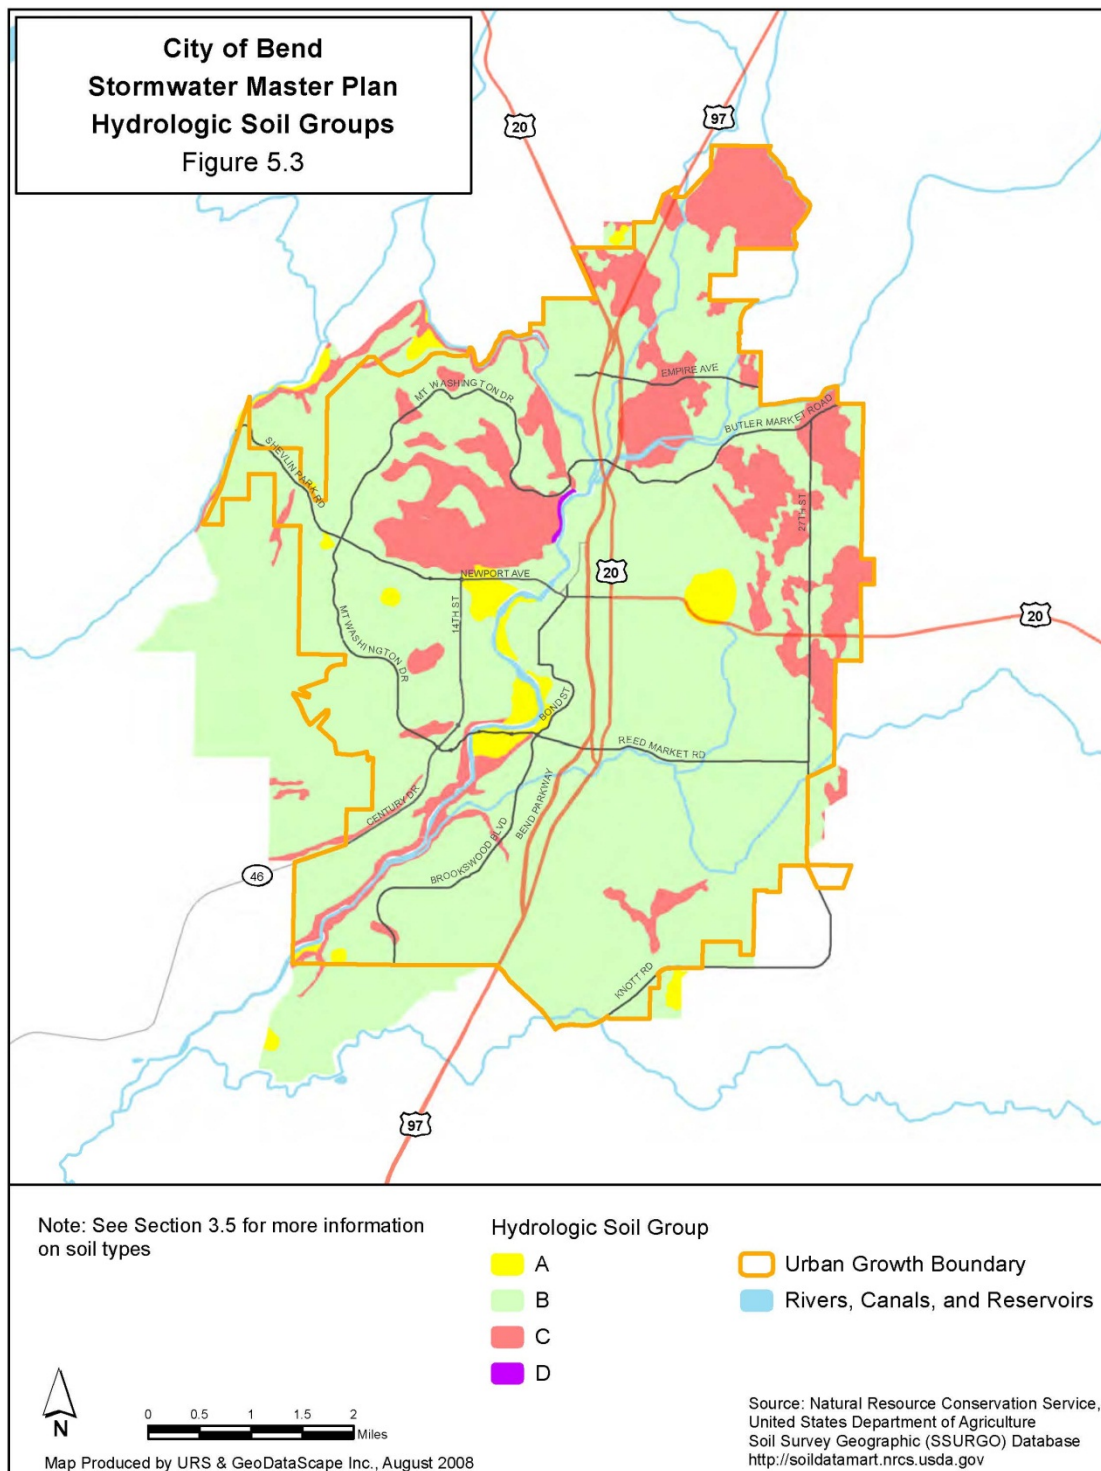 City of Bend
Stormwater Master Plan
Hydrologic Soil Groups
Figure 5.3
20
97
EMPIRE AVE
MT WASHINGTON DR
BUTLER MARKET ROAD
SHEVLIN PARK RD
27TH ST
NEWPORT AVE
20
14TH ST
20
MT WASHINGTON DR
BOND ST
REED MARKET RD
CENTURY DR
BEND PARKWAY
BROOKSWOOD BLVD
46
KNOTT RD
97
Note: See Section 3.5 for more information
on soil types
Hydrologic Soil Group
A
B
C
D
Urban Growth Boundary
Rivers, Canals, and Reservoirs
N
0 0.5 1 1.5 2
Miles
Map Produced by URS & GeoDataScape Inc., August 2008
Source: Natural Resource Conservation Service,
United States Department of Agriculture
Soil Survey Geographic (SSURGO) Database
http://soildatamart.nrcs.usda.gov